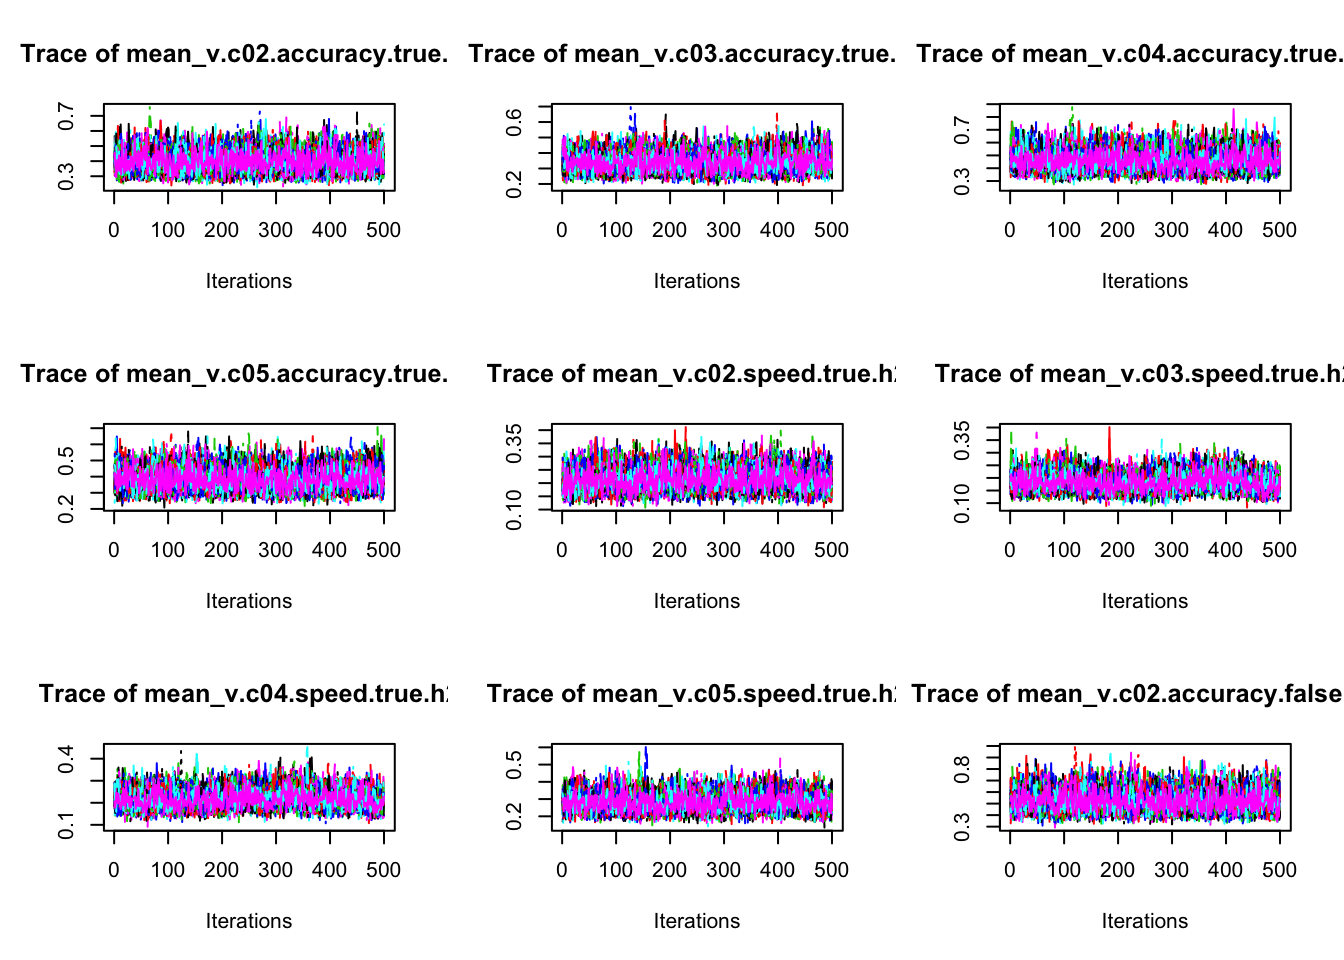 Trace of mean_v.c02.accuracy.true.
0.7
0.3
0 100 200 300 400 500
Iterations
Trace of mean_v.c03.accuracy.true.
0.6
0.2
0 100 200 300 400 500
Iterations
Trace of mean_v.c04.accuracy.true.
0.7
0.3
0 100 200 300 400 500
Iterations
Trace of mean_v.c05.accuracy.true.
0.5
0.2
0 100 200 300 400 500
Iterations
Trace of mean_v.c02.speed.true.h
0.35
0.10
0 100 200 300 400 500
Iterations
Trace of mean_v.c03.speed.true.h
0.35
0.10
0 100 200 300 400 500
Iterations
Trace of mean_v.c04.speed.true.h
0.4
0.1
0 100 200 300 400 500
Iterations
Trace of mean_v.c05.speed.true.h
0.5
0.2
0 100 200 300 400 500
Iterations
Trace of mean_v.c02.accuracy.false
0.8
0.3
0 100 200 300 400 500
Iterations